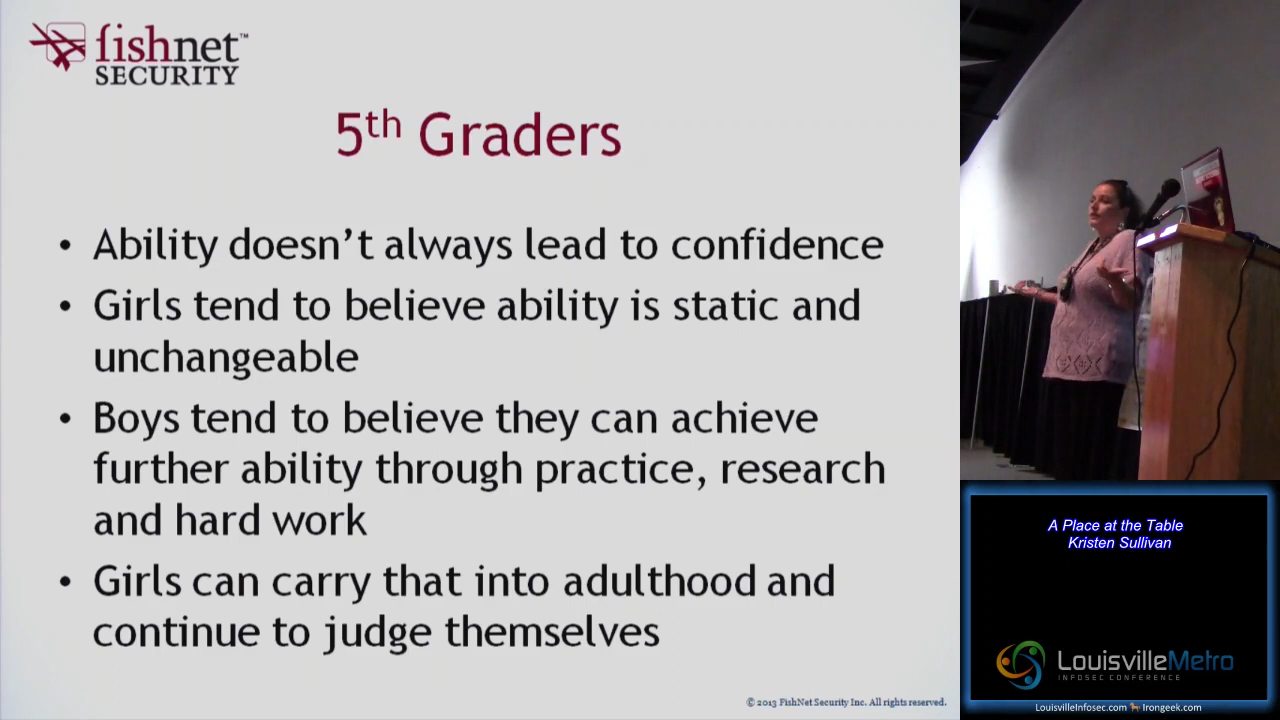 fishnet™
SECURITY
5th Graders
• Ability doesn’t always lead to confidence
• Girls tend to believe ability is static and
unchangeable
• Boys tend to believe they can achieve
further ability through practice, research
and hard work
• Girls can carry that into adulthood and
continue to judge themselves
© 2013 FishNet Security Inc. All rights reserved.
A Place at the Table
Kristen Sullivan
LouisvilleMetro
INFOSEC CONFERENCE
LouisvilleInfosec.com Irongeek.com